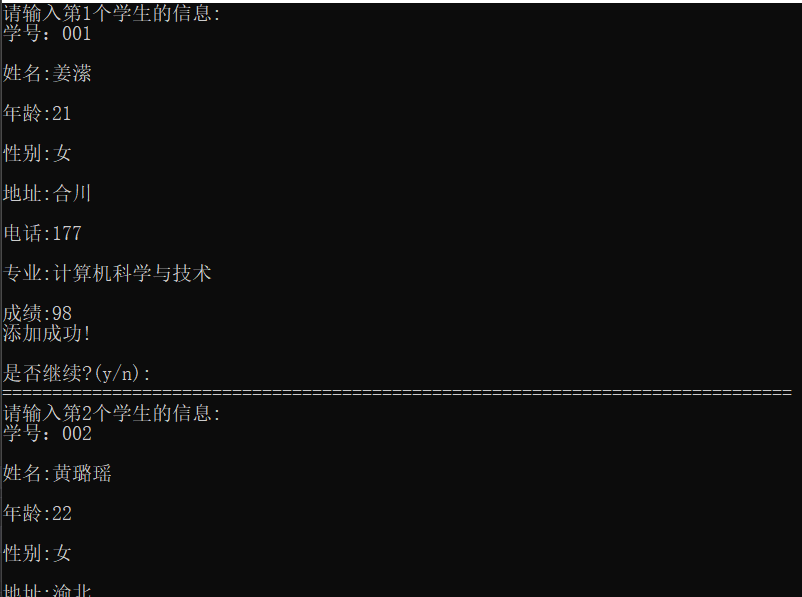 请输入第1个学生的信息:
学号：001
姓名:姜潆
年龄:21
性别:女
地址:合川
电话:177
专业:计算机科学与技术
成绩:98
添加成功!
是否继续?(y/n):
===============================================================================
请输入第2个学生的信息:
学号：002
姓名:黄璐瑶
年龄:22
性别:女
地址:渝北